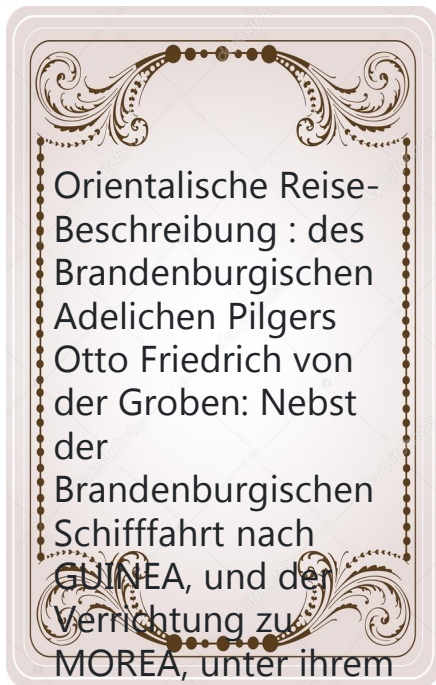 Orientalische Reise-
Beschreibung : des
Brandenburgischen
Adelichen Pilgers
Otto Friedrich von
der Groben: Nebst
der
Brandenburgischen
Schifffahrt nach
GUINEA, und der
Verrichtung zu
MOREA, unter ihrem